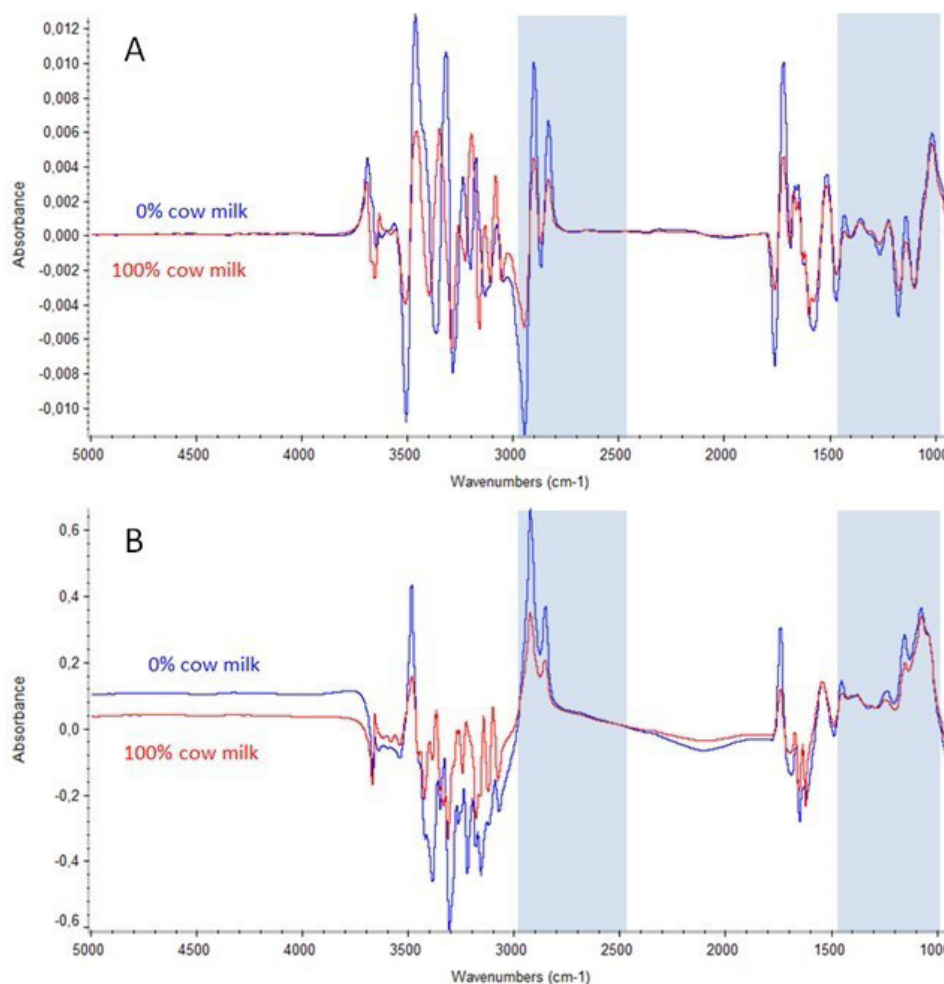 A
0,012
0,010
0,008
0,006
0,004
0,002
0,000
-0,002
-0,004
-0,006
-0,008
-0,010
Absorbance
0% cow milk
100% cow milk
5000 4500 4000 3500 3000 2500 2000 1500 1000
Wavenumbers (cm-1)
B
0,6
0,4
0,2
0,0
-0,2
-0,4
-0,6
Absorbance
0% cow milk
100% cow milk
5000 4500 4000 3500 3000 2500 2000 1500 1000
Wavenumbers (cm-1)